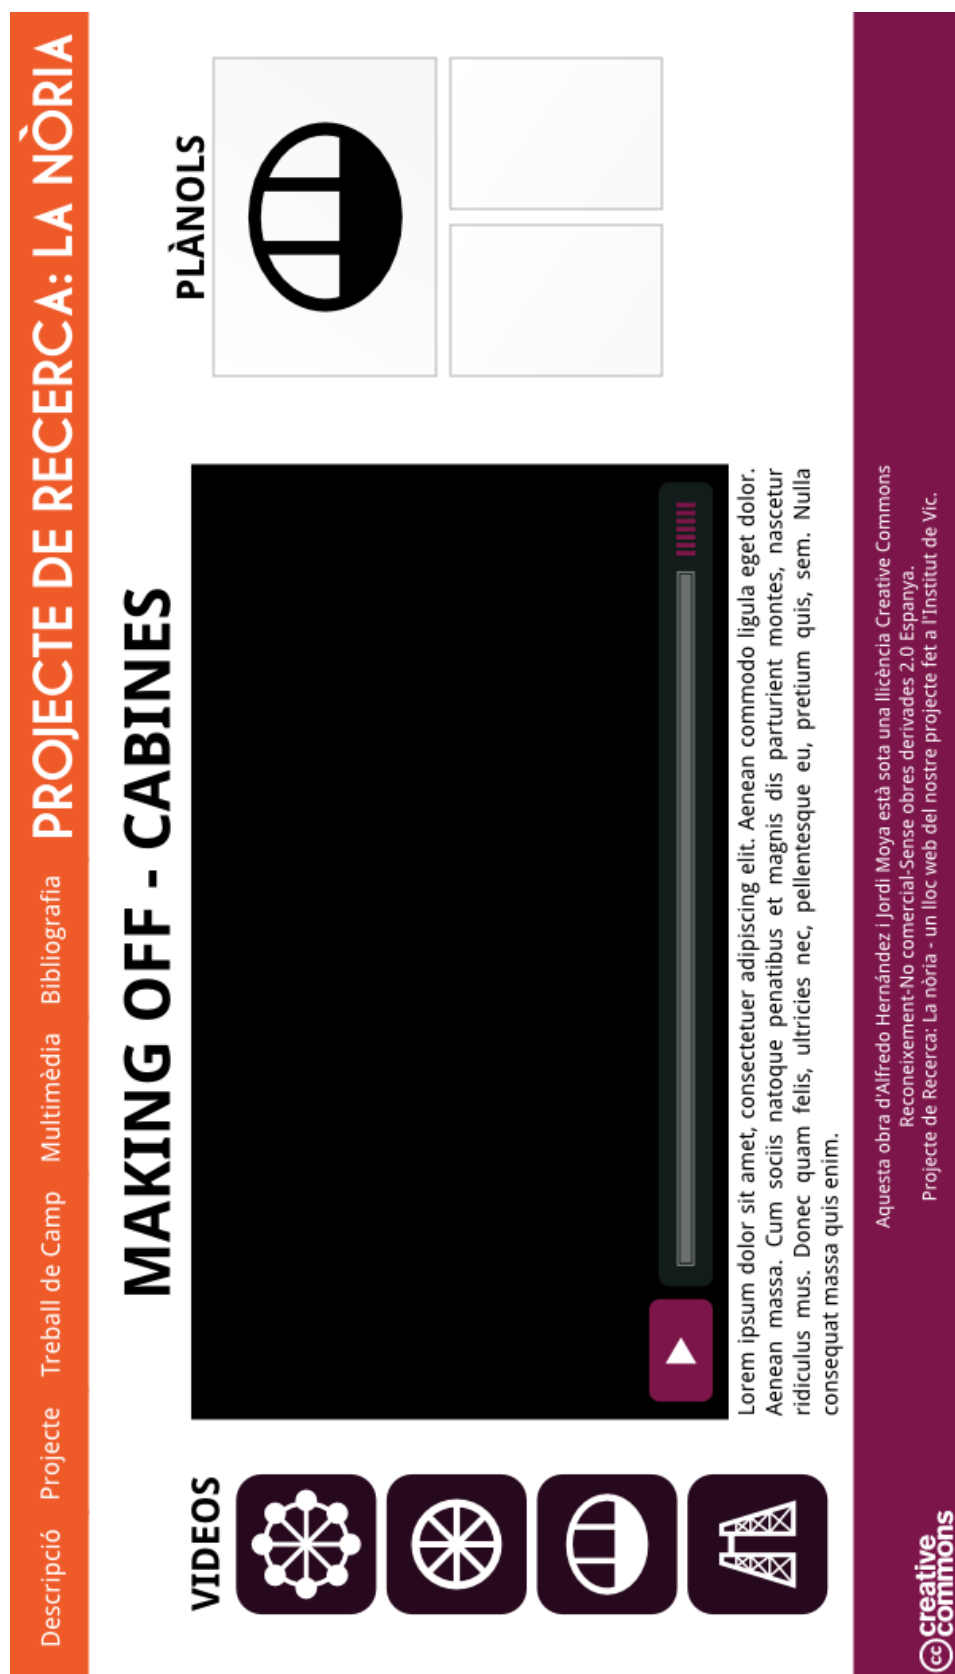 Descripció Projecte Treball de Camp Multimèdia Bibliografia PROJECTE DE RECERCA: LA NÒRIA
MAKING OFF - CABINES
VIDEOS
PLÀNOLS
Lorem ipsum dolor sit amet, consectetuer adipiscing elit. Aenean commodo ligula eget dolor.
Aenean massa. Cum sociis natoque penatibus et magnis dis parturient montes, nascetur
ridiculus mus. Donec quam felis, ultricies nec, pellentesque eu, pretium quis, sem. Nulla
consequat massa quis enim.
cc creative
commons
Aquesta obra d'Alfredo Hernández i Jordi Moya està sota una llicència Creative Commons
Reconeixement-No comercial-Sense obres derivades 2.0 Espanya.
Projecte de Recerca: La nòria - un lloc web del nostre projecte fet a l'Institut de Vic.